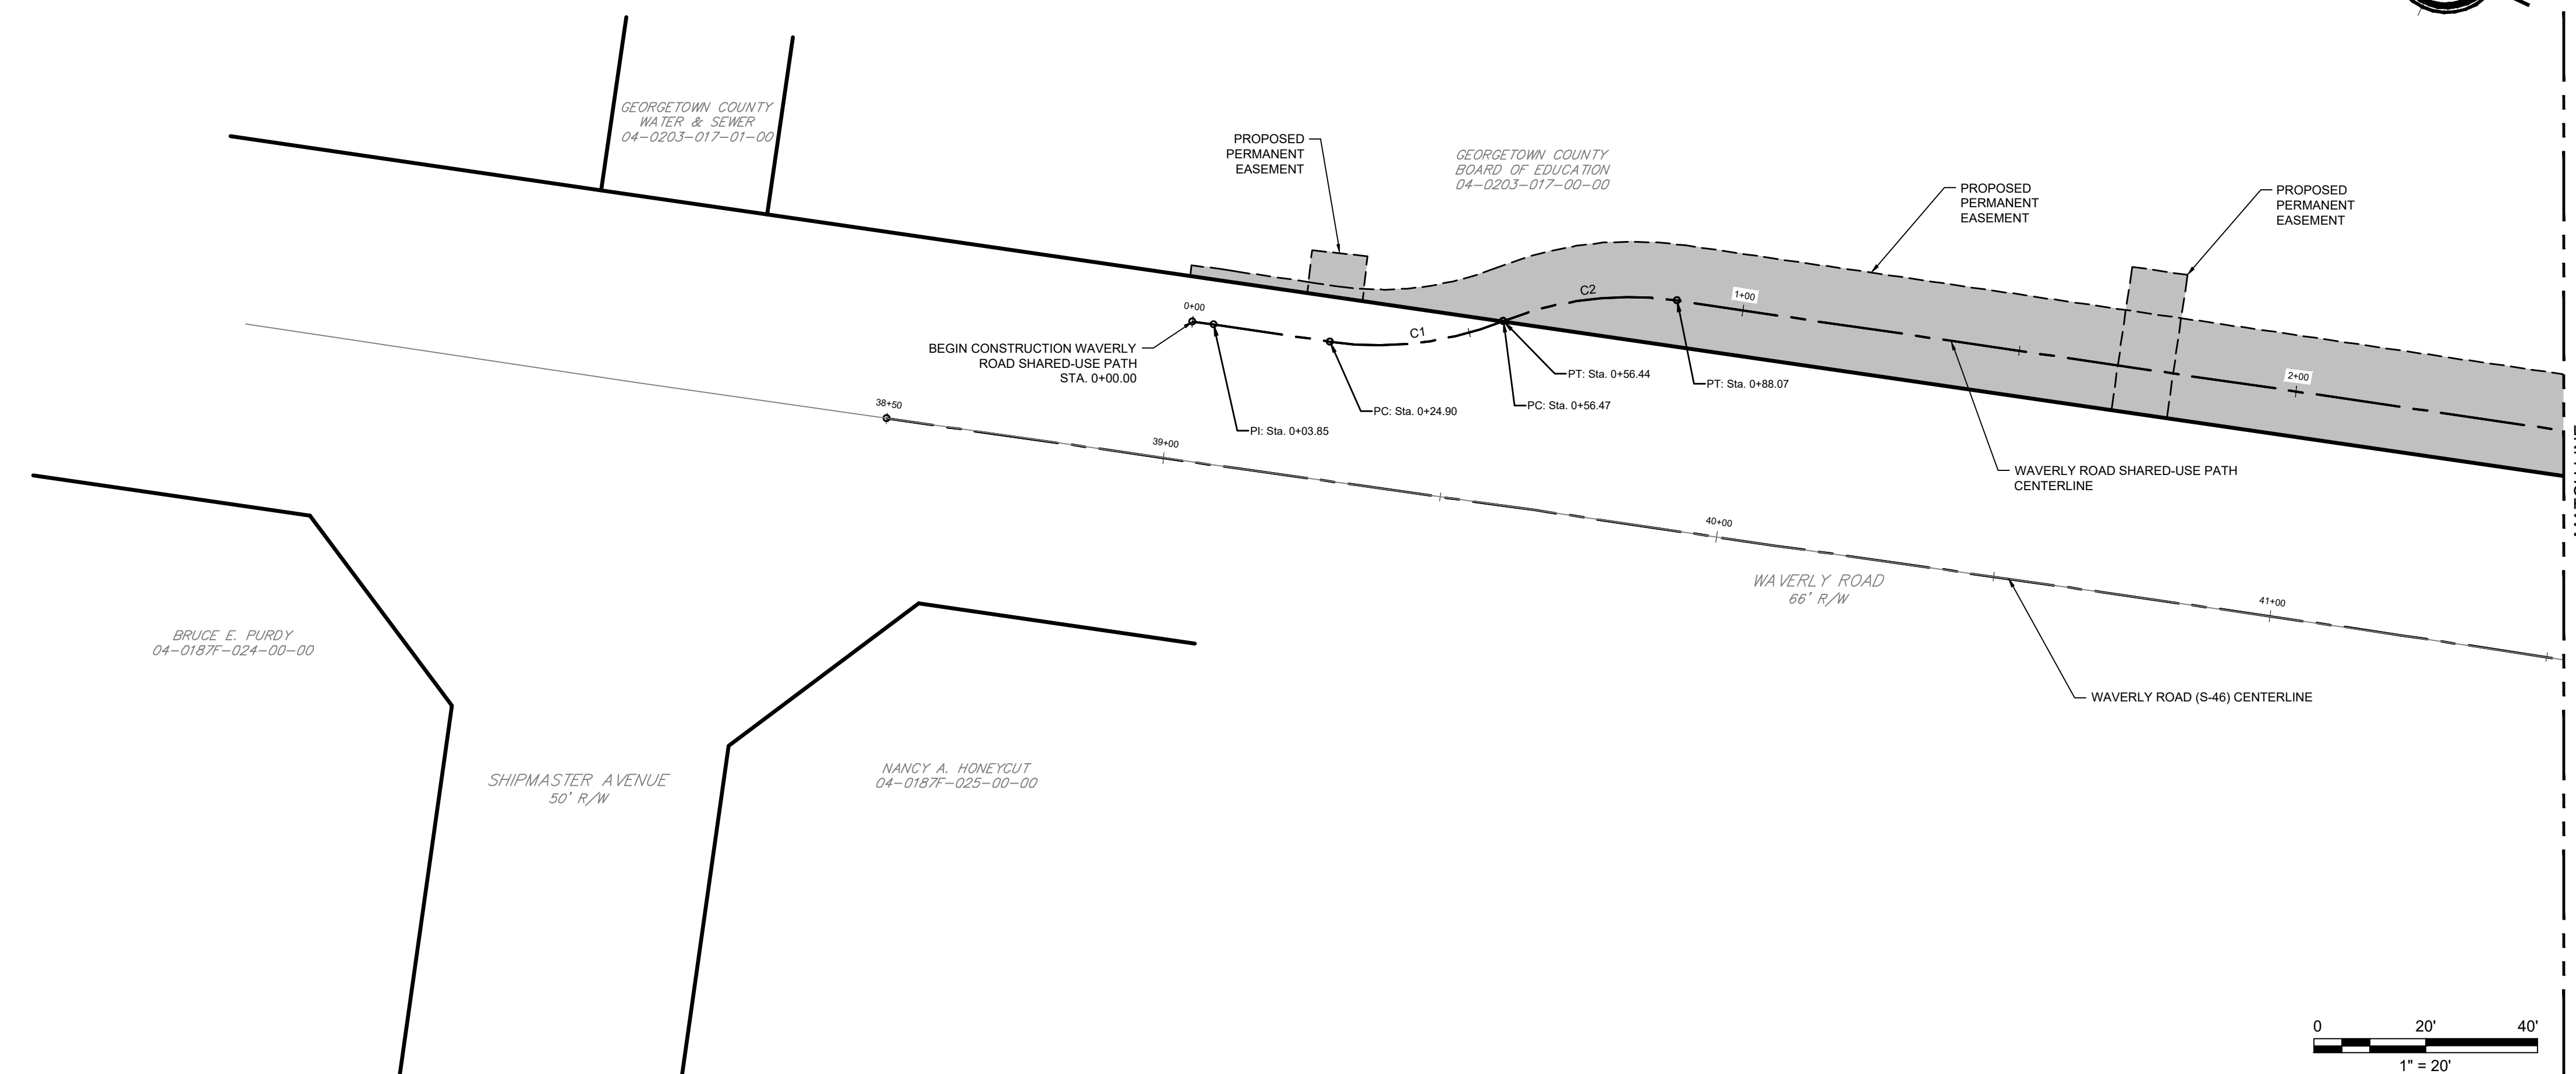 GEORGETOWN COUNTY
WATER & SEWER
04-0203-017-01-00
PROPOSED
PERMANENT
EASEMENT
GEORGETOWN COUNTY
BOARD OF EDUCATION
04-0203-017-00-00
PROPOSED
PERMANENT
EASEMENT
PROPOSED
PERMANENT
EASEMENT
0+00
C1
C2
1+00
2+00
BEGIN CONSTRUCTION WAVERLY
ROAD SHARED-USE PATH
STA. 0+00.00
PI: Sta. 0+03.85
PC: Sta. 0+24.90
PT: Sta. 0+56.44
PC: Sta. 0+56.47
PT: Sta. 0+88.07
WAVERLY ROAD SHARED-USE PATH
CENTERLINE
38+50
39+00
40+00
41+00
WAVERLY ROAD
66' R/W
WAVERLY ROAD (S-46) CENTERLINE
BRUCE E. PURDY
04-0187F-024-00-00
SHIPMASTER AVENUE
50' R/W
NANCY A. HONEYCUT
04-0187F-025-00-00
0 20' 40'
1" = 20'